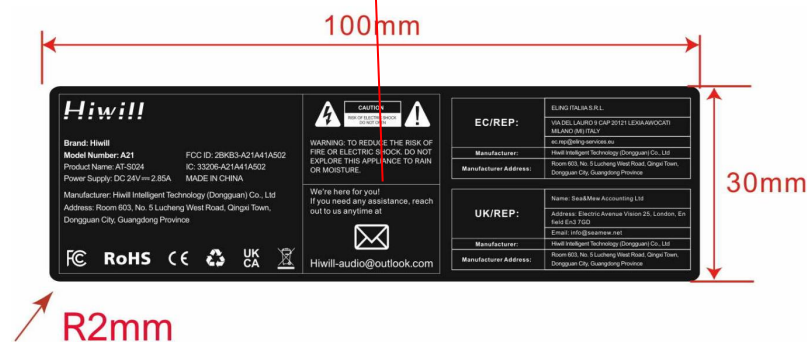 100mm
Hiwill
Brand: Hiwill
Model Number: A21
FCC ID: 2BKB3-A21A41A502
Product Name: AT-S024
IC: 33206-A21A41A502
Power Supply: DC 24V⎓2.85A
MADE IN CHINA
Manufacturer: Hiwill Intelligent Technology (Dongguan) Co., Ltd
Address: Room 603, No. 5 Lucheng West Road, Qingxi Town,
Dongguan City, Guangdong Province
FC RoHS CE UK
CA
CAUTION
RISK OF ELECTRIC SHOCK
DO NOT OPEN
WARNING: TO REDUCE THE RISK OF
FIRE OR ELECTRIC SHOCK. DO NOT
EXPLORE THIS APPLIANCE TO RAIN
OR MOISTURE.
We're here for you!
If you need any assistance, reach
out to us anytime at
Hiwill-audio@outlook.com
EC/REP:
ELING ITALIIA S.R.L.
VIA DEL LAURO 9 CAP 20121 LEXIA AWOCATI
MILANO (MI) ITALY
ec.rep@eling-services.eu
Manufacturer:
Hiwill Intelligent Technology (Dongguan) Co., Ltd
Manufacturer Address:
Room 603, No. 5 Lucheng West Road, Qingxi Town,
Dongguan City, Guangdong Province
UK/REP:
Name: Sea&Mew Accounting Ltd
Address: Electric Avenue Vision 25, London, En
field En3 7GD
Email: info@seamew.net
Manufacturer:
Hiwill Intelligent Technology (Dongguan) Co., Ltd
Manufacturer Address:
Room 603, No. 5 Lucheng West Road, Qingxi Town,
Dongguan City, Guangdong Province
30mm
R2mm